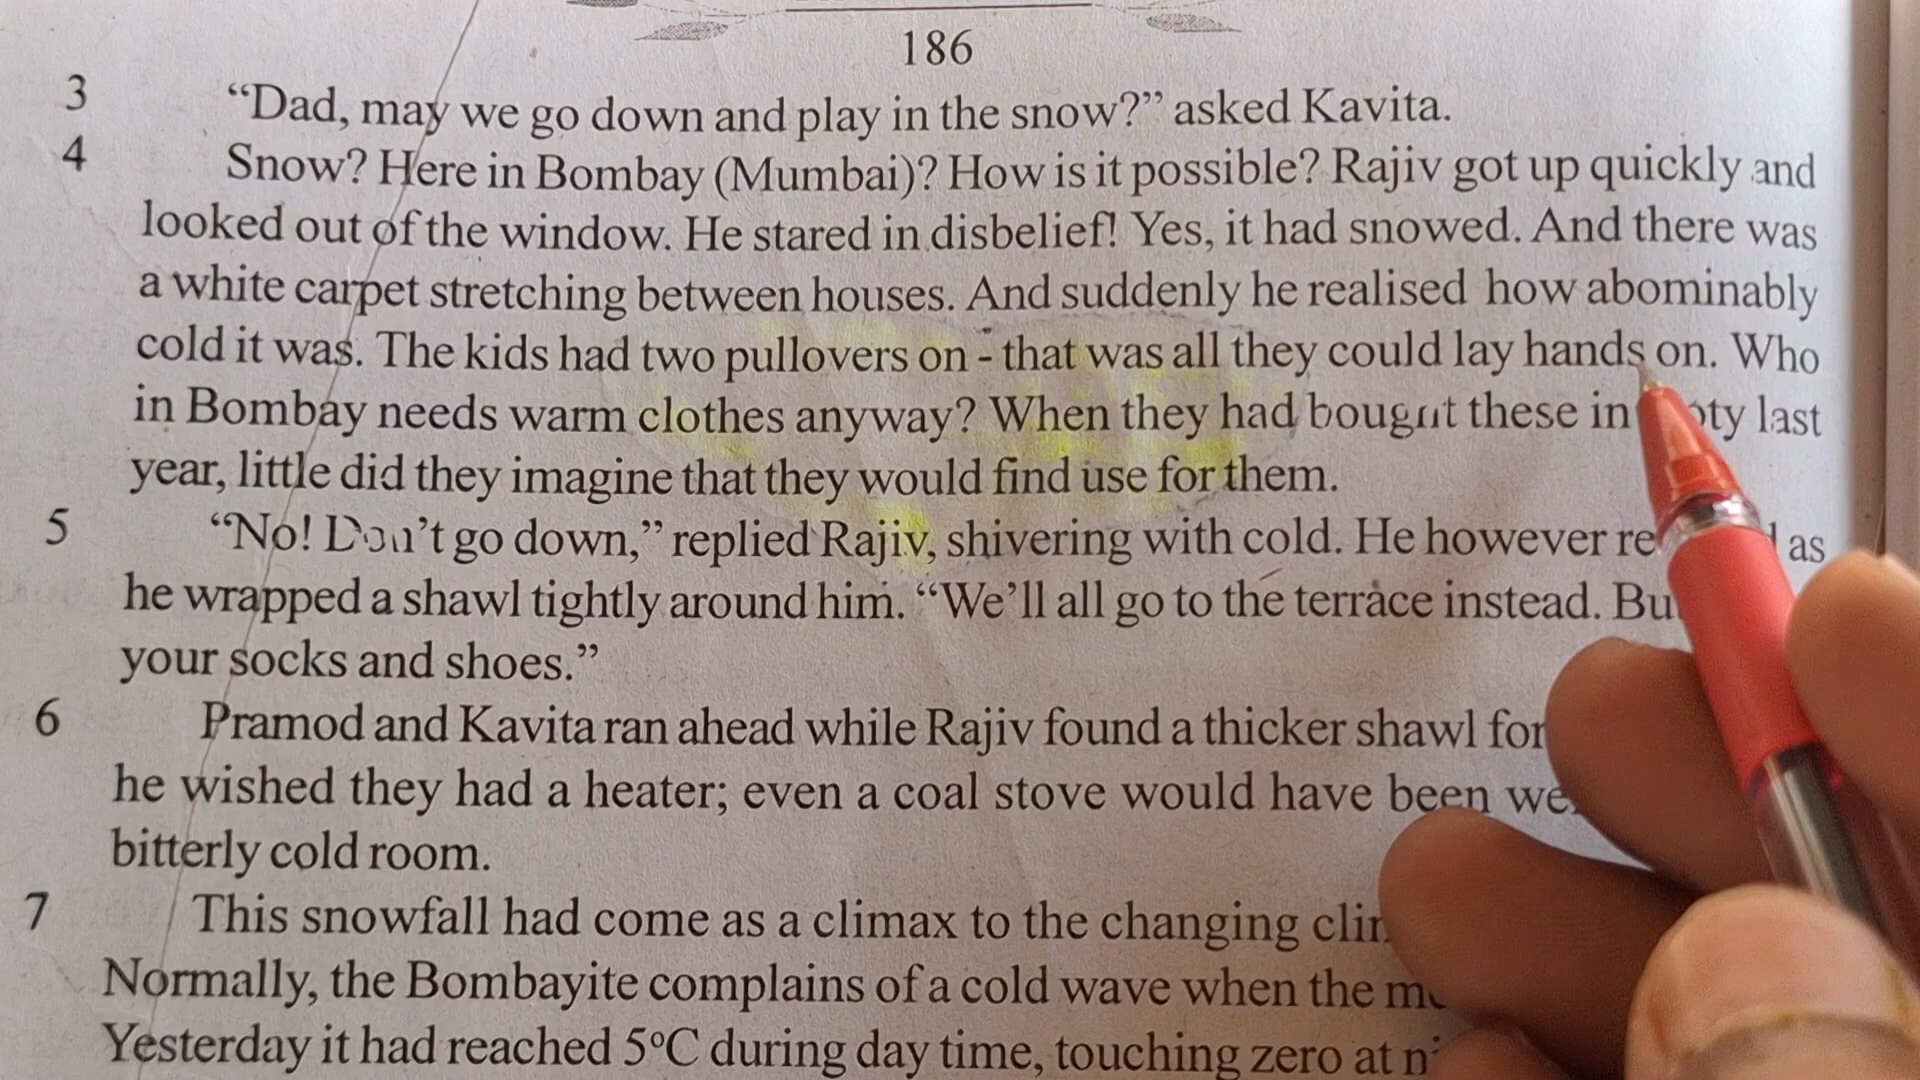 186
3 “Dad, may we go down and play in the snow?” asked Kavita.
4 Snow? Here in Bombay (Mumbai)? How is it possible? Rajiv got up quickly and
looked out of the window. He stared in disbelief! Yes, it had snowed. And there was
a white carpet stretching between houses. And suddenly he realised how abominably
cold it was. The kids had two pullovers on - that was all they could lay hands on. Who
in Bombay needs warm clothes anyway? When they had bought these in last
year, little did they imagine that they would find use for them.
5 “No! Don’t go down,” replied Rajiv, shivering with cold. He however as
he wrapped a shawl tightly around him. “We’ll all go to the terrace instead.
your socks and shoes.”
6 Pramod and Kavita ran ahead while Rajiv found a thicker shawl for
he wished they had a heater; even a coal stove would have been
bitterly cold room.
7 This snowfall had come as a climax to the changing
Normally, the Bombayite complains of a cold wave when the
Yesterday it had reached 5°C during day time, touching zero at